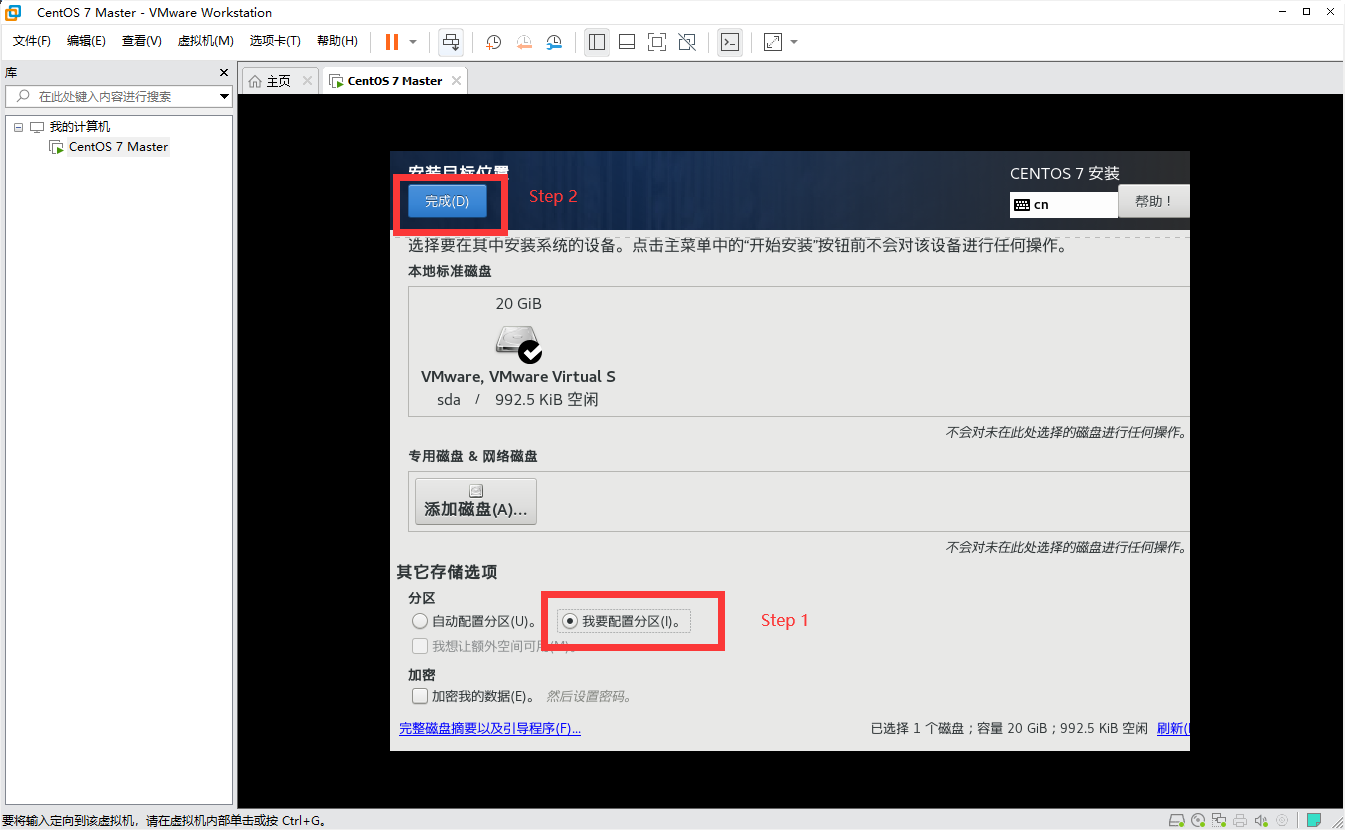 CentOS 7 Master - VMware Workstation
文件(F) 编辑(E) 查看(V) 虚拟机(M) 选项卡(T) 帮助(H)
库
在此处键入内容进行搜索
我的计算机
CentOS 7 Master
主页
CentOS 7 Master
安装目标位置
CENTOS 7 安装
完成(D)
Step 2
cn
帮助！
选择要在其中安装系统的设备。点击主菜单中的“开始安装”按钮前不会对该设备进行任何操作。
本地标准磁盘
20 GiB
VMware, VMware Virtual S
sda / 992.5 KiB 空闲
不会对未在此处选择的磁盘进行任何操作。
专用磁盘 & 网络磁盘
添加磁盘(A)...
不会对未在此处选择的磁盘进行任何操作。
其它存储选项
分区
自动配置分区(U)。 我要配置分区(I)。
Step 1
我想让额外空间可用(M)。
加密
加密我的数据(E)。 然后设置密码。
完整磁盘摘要以及引导程序(F)...
已选择 1 个磁盘；容量 20 GiB；992.5 KiB 空闲 刷新(
要将输入定向到该虚拟机，请在虚拟机内部单击或按 Ctrl+G。